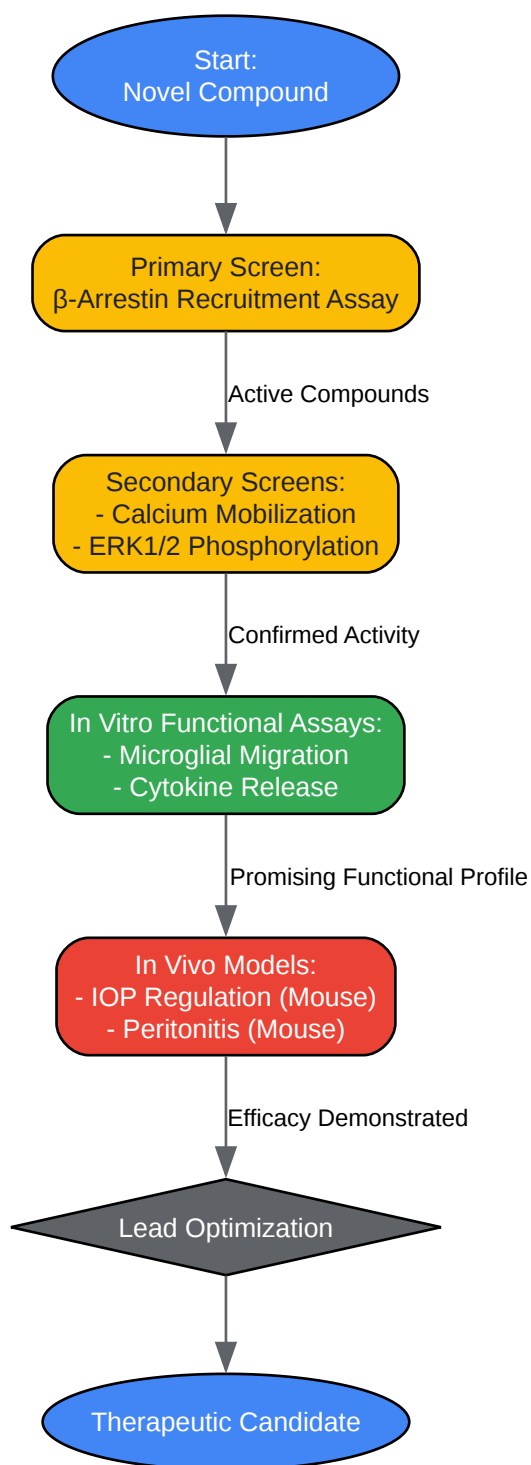 Start:
Novel Compound
Primary Screen:
β-Arrestin Recruitment Assay
Active Compounds
Secondary Screens:
- Calcium Mobilization
- ERK1/2 Phosphorylation
Confirmed Activity
In Vitro Functional Assays:
- Microglial Migration
- Cytokine Release
Promising Functional Profile
In Vivo Models:
- IOP Regulation (Mouse)
- Peritonitis (Mouse)
Efficacy Demonstrated
Lead Optimization
Therapeutic Candidate